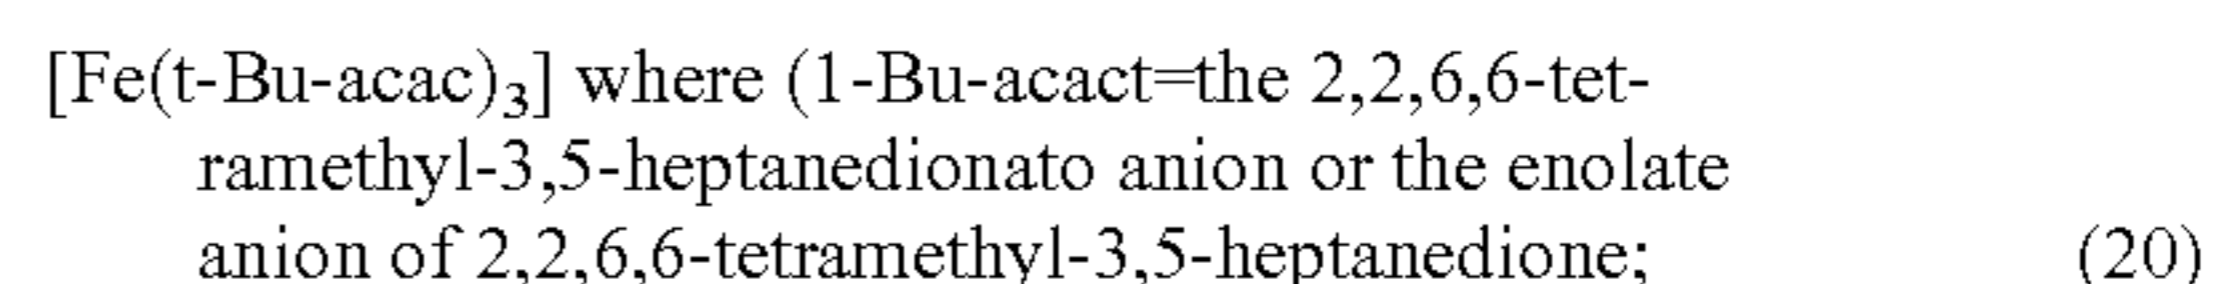 [Fe(t-Bu-acac)₃] where (1-Bu-acact=the 2,2,6,6-tet-
ramethyl-3,5-heptanedionato anion or the enolate
anion of 2,2,6,6-tetramethyl-3,5-heptanedione; (20)